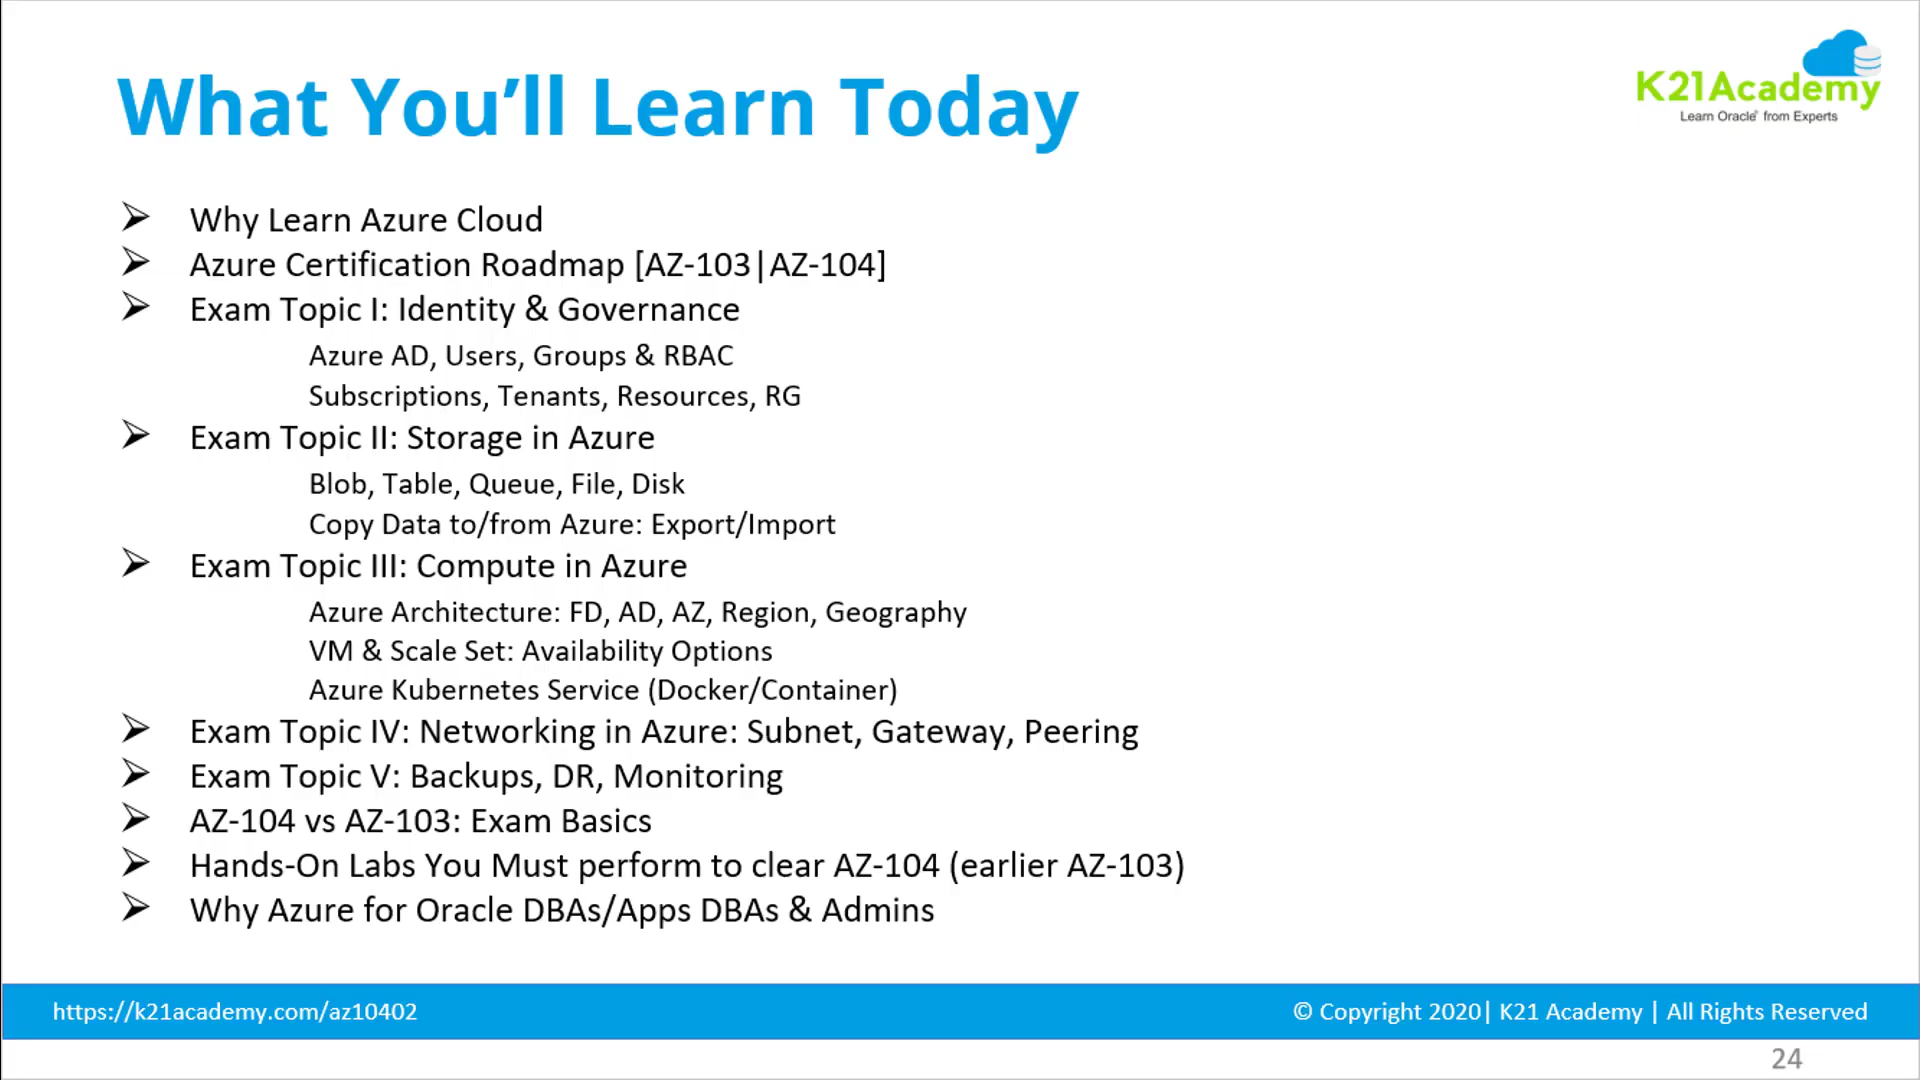 What You’ll Learn Today
K21Academy
Learn Oracle® from Experts
➢ Why Learn Azure Cloud
➢ Azure Certification Roadmap [AZ-103|AZ-104]
➢ Exam Topic I: Identity & Governance
Azure AD, Users, Groups & RBAC
Subscriptions, Tenants, Resources, RG
➢ Exam Topic II: Storage in Azure
Blob, Table, Queue, File, Disk
Copy Data to/from Azure: Export/Import
➢ Exam Topic III: Compute in Azure
Azure Architecture: FD, AD, AZ, Region, Geography
VM & Scale Set: Availability Options
Azure Kubernetes Service (Docker/Container)
➢ Exam Topic IV: Networking in Azure: Subnet, Gateway, Peering
➢ Exam Topic V: Backups, DR, Monitoring
➢ AZ-104 vs AZ-103: Exam Basics
➢ Hands-On Labs You Must perform to clear AZ-104 (earlier AZ-103)
➢ Why Azure for Oracle DBAs/Apps DBAs & Admins
https://k21academy.com/az10402
© Copyright 2020| K21 Academy | All Rights Reserved
24